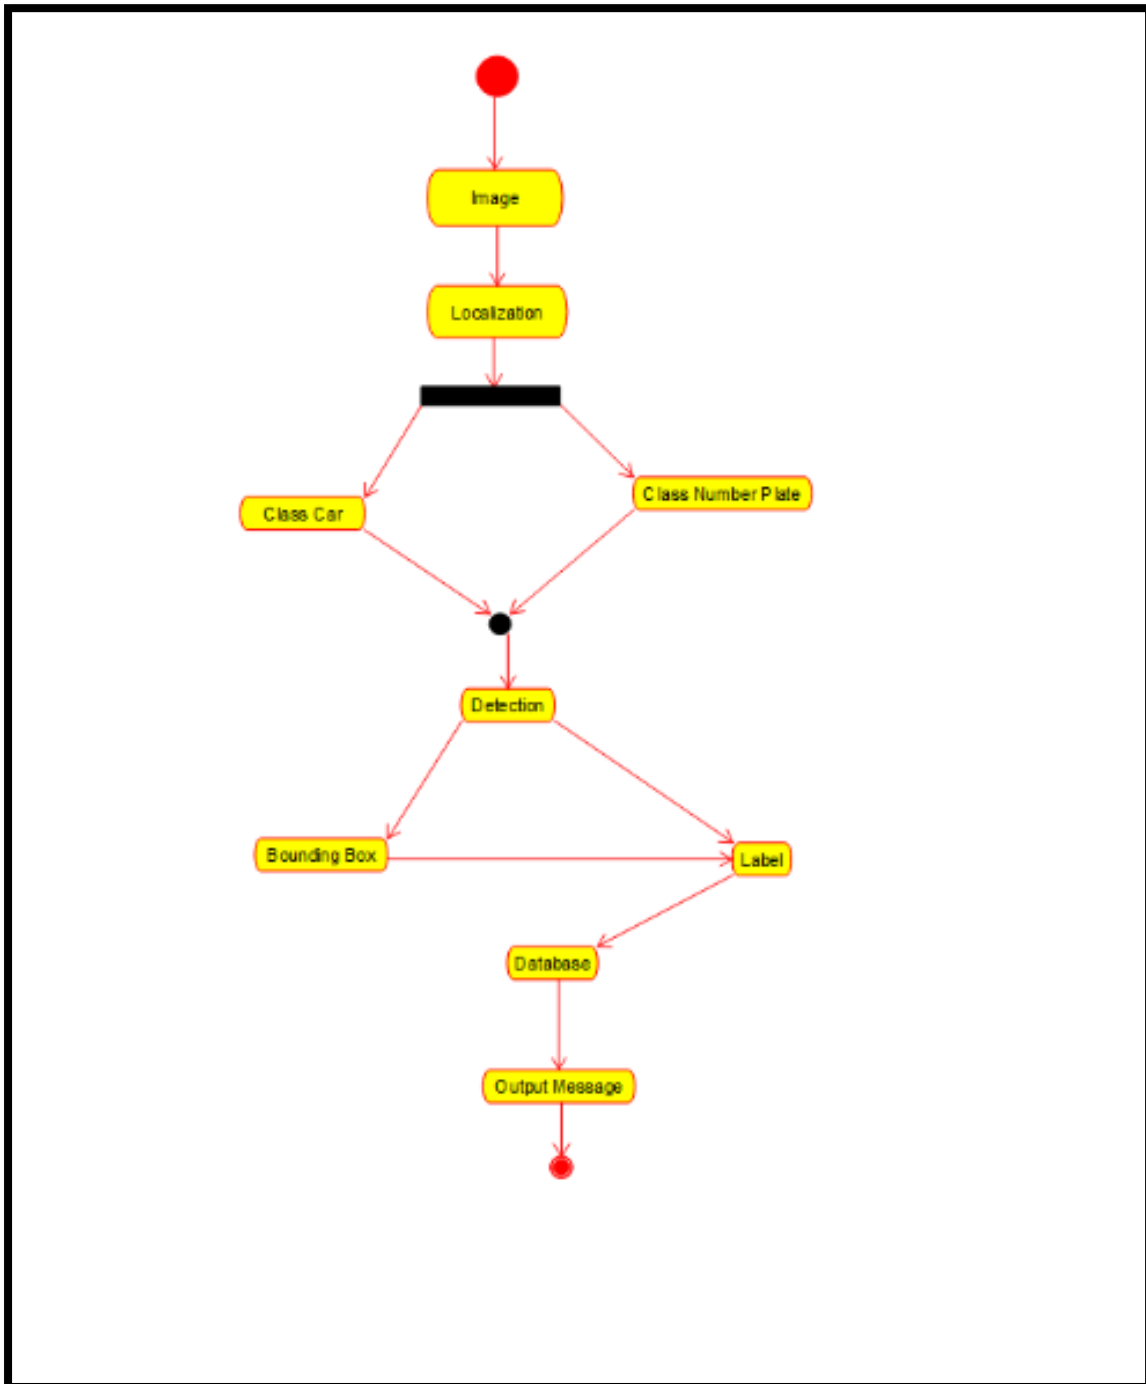 Image
Localization
Class Car
Class Number Plate
Detection
Bounding Box
Label
Database
Output Message